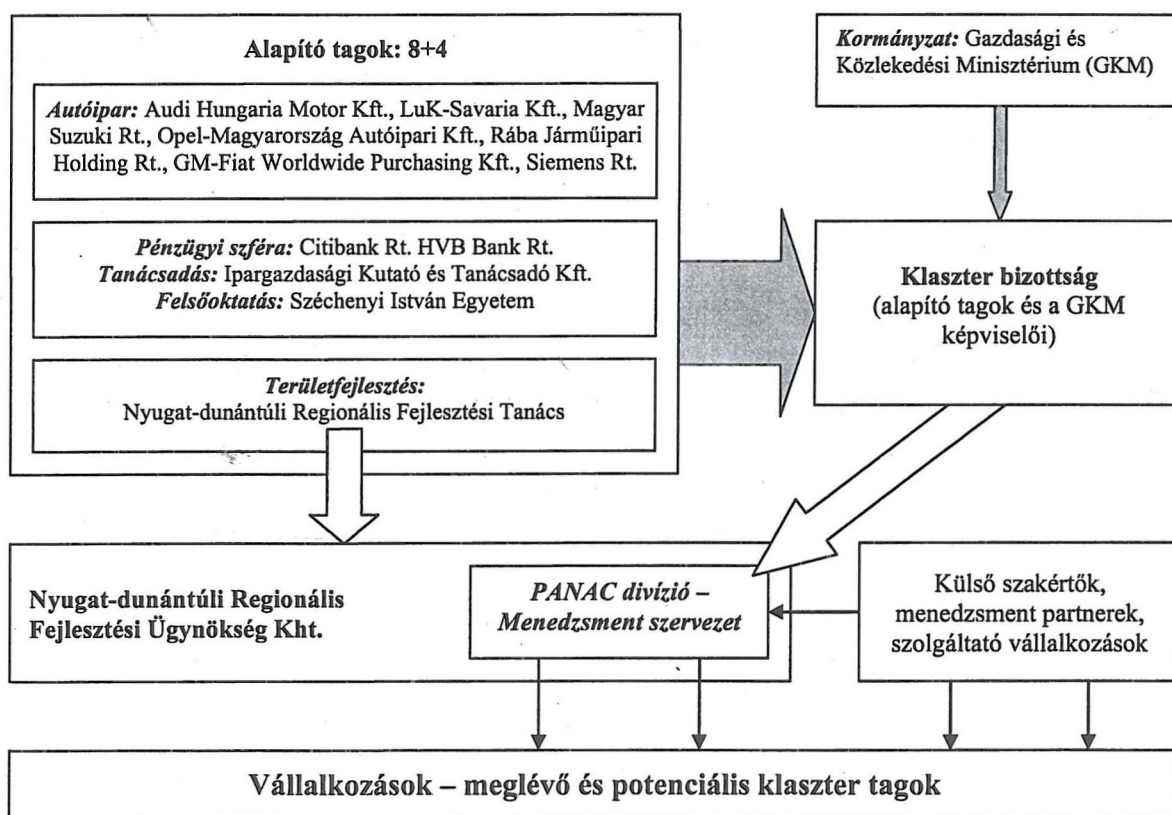 Alapító tagok: 8+4
Autóipar: Audi Hungaria Motor Kft., LuK-Savaria Kft., Magyar
Suzuki Rt., Opel-Magyarország Autóipari Kft., Rába Járműipari
Holding Rt., GM-Fiat Worldwide Purchasing Kft., Siemens Rt.
Pénzügyi szféra: Citibank Rt. HVB Bank Rt.
Tanácsadás: Ipargazdasági Kutató és Tanácsadó Kft.
Felsőoktatás: Széchenyi István Egyetem
Területfejlesztés:
Nyugat-dunántúli Regionális Fejlesztési Tanács
Kormányzat: Gazdasági és
Közlekedési Minisztérium (GKM)
Klaszter bizottság
(alapító tagok és a GKM
képviselői)
Nyugat-dunántúli Regionális
Fejlesztési Ügynökség Kht.
PANAC divízió –
Menedzsment szervezet
Külső szakértők,
menedzsment partnerek,
szolgáltató vállalkozások
Vállalkozások – meglévő és potenciális klaszter tagok